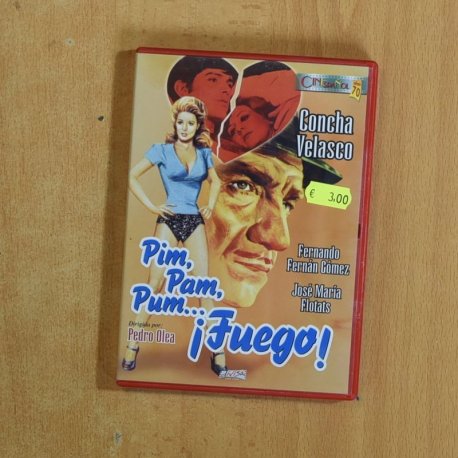 CINE
ESPAÑOL
70
Concha
Velasco
€ 3,00
Fernando
Fernán Gómez
José María
Flotats
Pim,
Pam,
Pum...
¡Fuego!
Dirigida por:
Pedro Olea